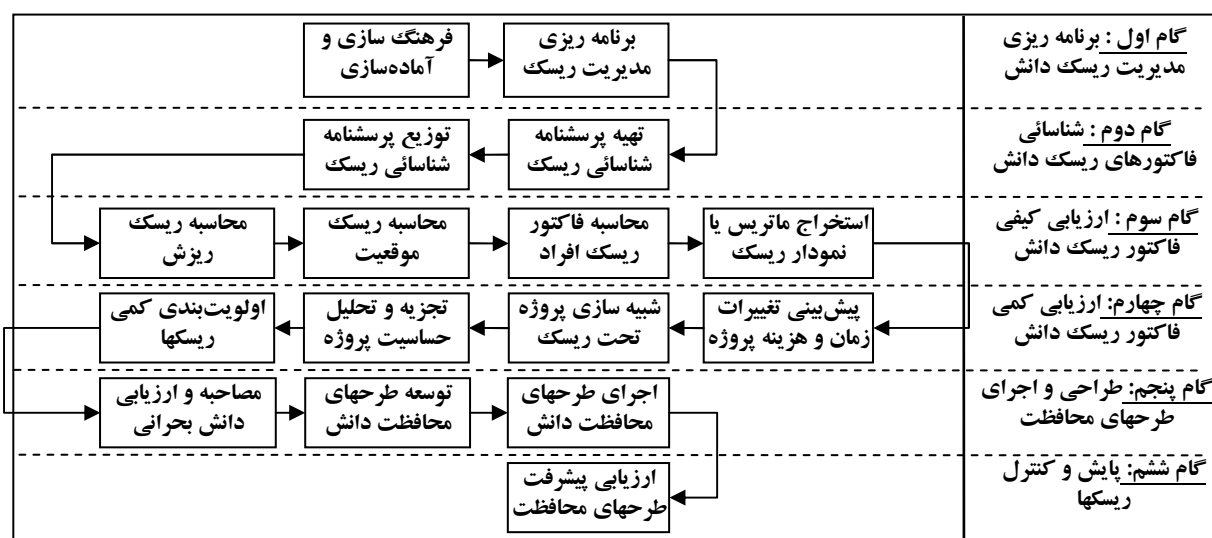 گام اول : برنامه ریزی
مدیریت ریسک دانش
فرهنگ سازی و
آماده‌سازی
برنامه ریزی
مدیریت ریسک
گام دوم : شناسائی
فاکتورهای ریسک دانش
تهیه پرسشنامه
شناسائی ریسک
توزیع پرسشنامه
شناسائی ریسک
گام سوم : ارزیابی کیفی
فاکتور ریسک دانش
محاسبه ریسک
ریزش
محاسبه ریسک
موقعیت
محاسبه فاکتور
ریسک افراد
استخراج ماتریس یا
نمودار ریسک
گام چهارم: ارزیابی کمی
فاکتور ریسک دانش
پیش‌بینی تغییرات
زمان و هزینه پروژه
شبیه سازی پروژه
تحت ریسک
تجزیه و تحلیل
حساسیت پروژه
اولویت‌بندی کمی
ریسکها
گام پنجم: طراحی و اجرای
طرحهای محافظت
مصاحبه و ارزیابی
دانش بحرانی
توسعه طرحهای
محافظت دانش
اجرای طرحهای
محافظت دانش
گام ششم: پایش و کنترل
ریسکها
ارزیابی پیشرفت
طرحهای محافظت